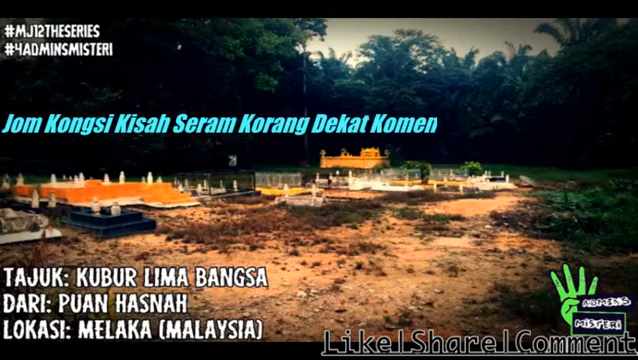 #MJ12THESERIES
#4ADMINSMISTERI
Jom Kongsi Kisah Seram Korang Dekat Komen
TAJUK: KUBUR LIMA BANGSA
DARI: PUAN HASNAH
LOKASI: MELAKA (MALAYSIA)
ADMINS
MISTERI
Like|Share|Comment